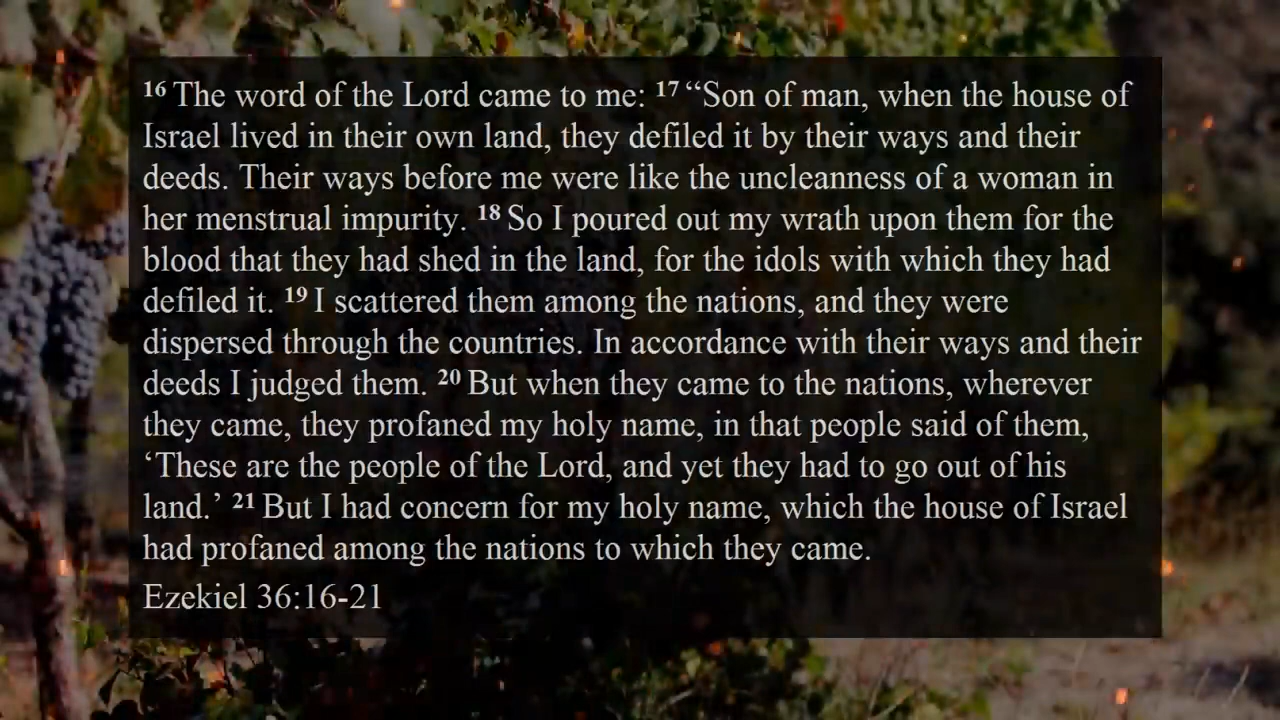 16 The word of the Lord came to me: 17 “Son of man, when the house of
Israel lived in their own land, they defiled it by their ways and their
deeds. Their ways before me were like the uncleanness of a woman in
her menstrual impurity. 18 So I poured out my wrath upon them for the
blood that they had shed in the land, for the idols with which they had
defiled it. 19 I scattered them among the nations, and they were
dispersed through the countries. In accordance with their ways and their
deeds I judged them. 20 But when they came to the nations, wherever
they came, they profaned my holy name, in that people said of them,
‘These are the people of the Lord, and yet they had to go out of his
land.’ 21 But I had concern for my holy name, which the house of Israel
had profaned among the nations to which they came.
Ezekiel 36:16-21